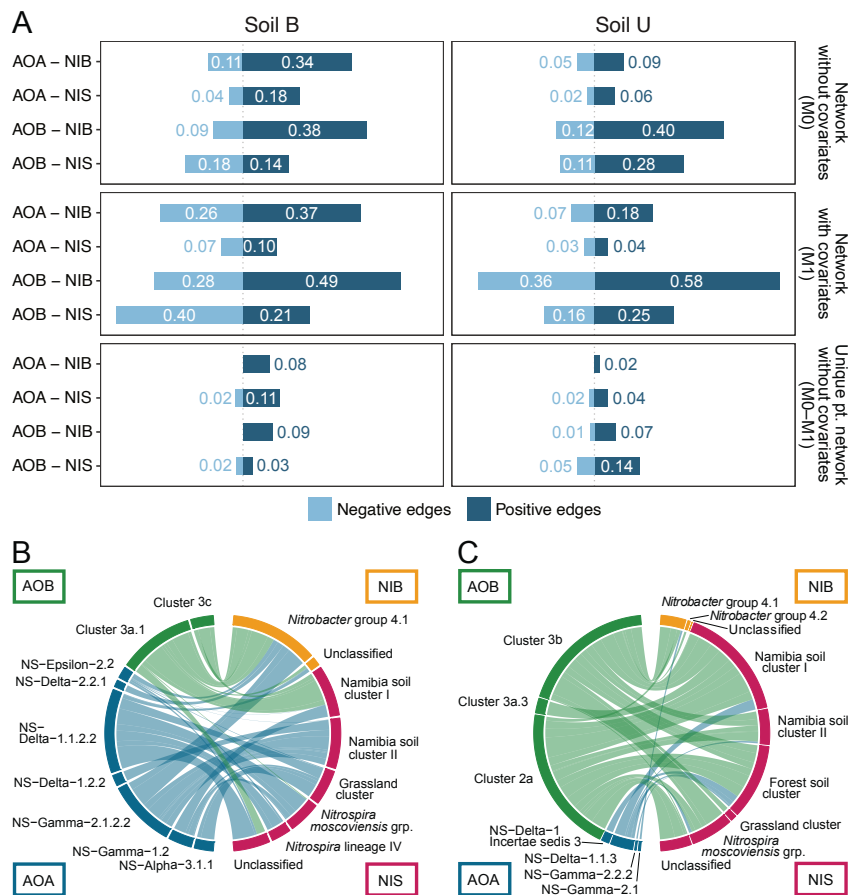 A
Soil B
Soil U
AOA – NIB
0.11
0.34
0.05
0.09
AOA – NIS
0.04
0.18
0.02
0.06
AOB – NIB
0.09
0.38
0.12
0.40
AOB – NIS
0.18
0.14
0.11
0.28
Network
without covariates
(M0)
AOA – NIB
0.26
0.37
0.07
0.18
AOA – NIS
0.07
0.10
0.03
0.04
AOB – NIB
0.28
0.49
0.36
0.58
AOB – NIS
0.40
0.21
0.16
0.25
Network
with covariates
(M1)
AOA – NIB
0.08
0.02
AOA – NIS
0.02
0.11
0.02
0.04
AOB – NIB
0.09
0.01
0.07
AOB – NIS
0.02
0.03
0.05
0.14
Unique pt. network
without covariates
(M0–M1)
Negative edges
Positive edges
B
AOB
NIB
Cluster 3c
Cluster 3a.1
NS-Epsilon-2.2
NS-Delta-2.2.1
NS-
Delta-1.1.2.2
NS-Delta-1.2.2
NS-Gamma-2.1.2.2
NS-Gamma-1.2
NS-Alpha-3.1.1
Nitrobacter group 4.1
Unclassified
Namibia soil
cluster I
Namibia soil
cluster II
Grassland
cluster
Nitrospira
moscoviensis grp.
Nitrospira lineage IV
Unclassified
AOA
NIS
C
AOB
NIB
Cluster 3b
Cluster 3a.3
Cluster 2a
NS-Delta-1
Incertae sedis 3
NS-Delta-1.1.3
NS-Gamma-2.2.2
NS-Gamma-2.1
Nitrobacter group 4.1
Nitrobacter group 4.2
Unclassified
Namibia soil
cluster I
Namibia soil
cluster II
Forest soil
cluster
Grassland cluster
Nitrospira
moscoviensis grp.
Unclassified
AOA
NIS